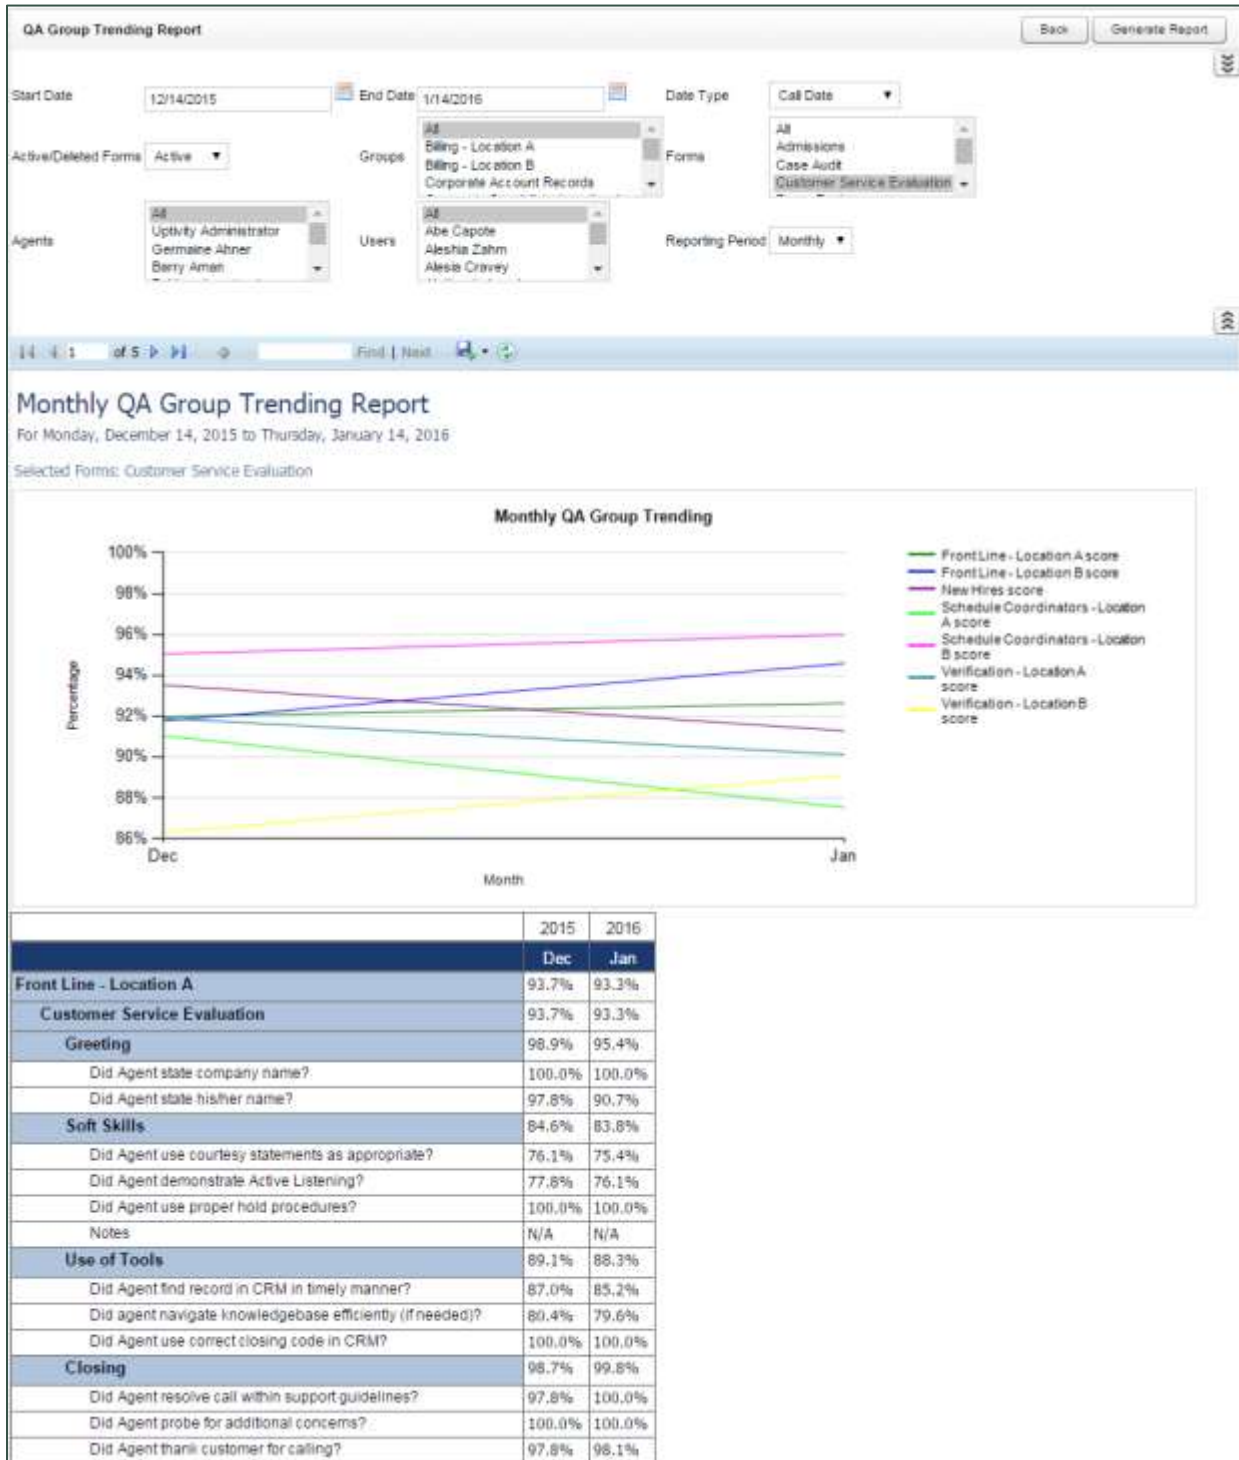 QA Group Trending Report
Back
Generate Report
Start Date
12/14/2015
End Date
1/14/2016
Date Type
Call Date
Active/Deleted Forms
Active
Groups
All
Billing - Location A
Billing - Location B
Corporate Account Records
Forms
All
Admissions
Case Audit
Customer Service Evaluation
Agents
All
Uptivity Administrator
Germaine Ahner
Barry Aman
Users
All
Abe Capote
Aleshia Zahm
Alesia Cravey
Reporting Period
Monthly
1 of 5
Find | Next
Monthly QA Group Trending Report
For Monday, December 14, 2015 to Thursday, January 14, 2016
Selected Forms: Customer Service Evaluation
Monthly QA Group Trending
100%
98%
96%
94%
92%
90%
88%
86%
Percentage
Dec
Jan
Month
Front Line - Location A score
Front Line - Location B score
New Hires score
Schedule Coordinators - Location
A score
Schedule Coordinators - Location
B score
Verification - Location A
score
Verification - Location B
score
2015 2016
Dec Jan
Front Line - Location A 93.7% 93.3%
Customer Service Evaluation 93.7% 93.3%
Greeting 98.9% 95.4%
Did Agent state company name? 100.0% 100.0%
Did Agent state his/her name? 97.8% 90.7%
Soft Skills 84.6% 83.8%
Did Agent use courtesy statements as appropriate? 76.1% 75.4%
Did Agent demonstrate Active Listening? 77.8% 76.1%
Did Agent use proper hold procedures? 100.0% 100.0%
Notes N/A N/A
Use of Tools 89.1% 88.3%
Did Agent find record in CRM in timely manner? 87.0% 85.2%
Did agent navigate knowledgebase efficiently (if needed)? 80.4% 79.6%
Did Agent use correct closing code in CRM? 100.0% 100.0%
Closing 98.7% 99.8%
Did Agent resolve call within support guidelines? 97.8% 100.0%
Did Agent probe for additional concerns? 100.0% 100.0%
Did Agent thank customer for calling? 97.8% 98.1%